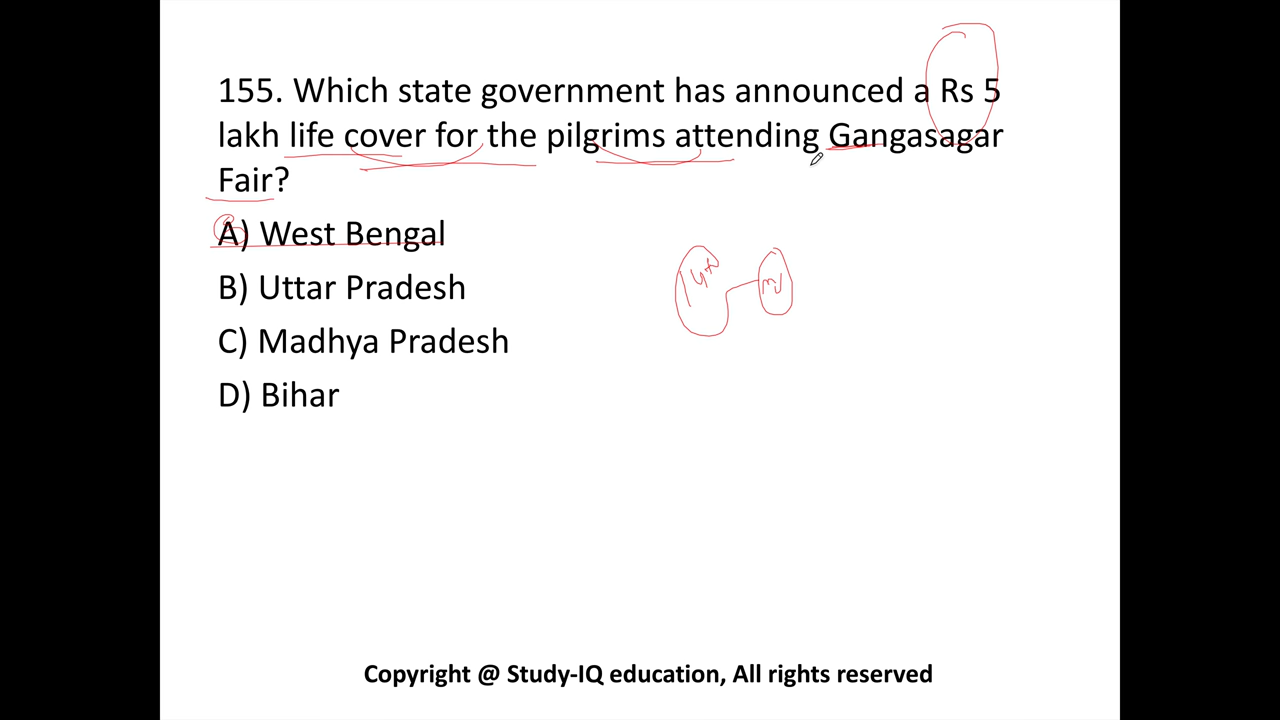 155. Which state government has announced a Rs 5
lakh life cover for the pilgrims attending Gangasagar
Fair?
A) West Bengal
B) Uttar Pradesh
C) Madhya Pradesh
D) Bihar
Copyright @ Study-IQ education, All rights reserved